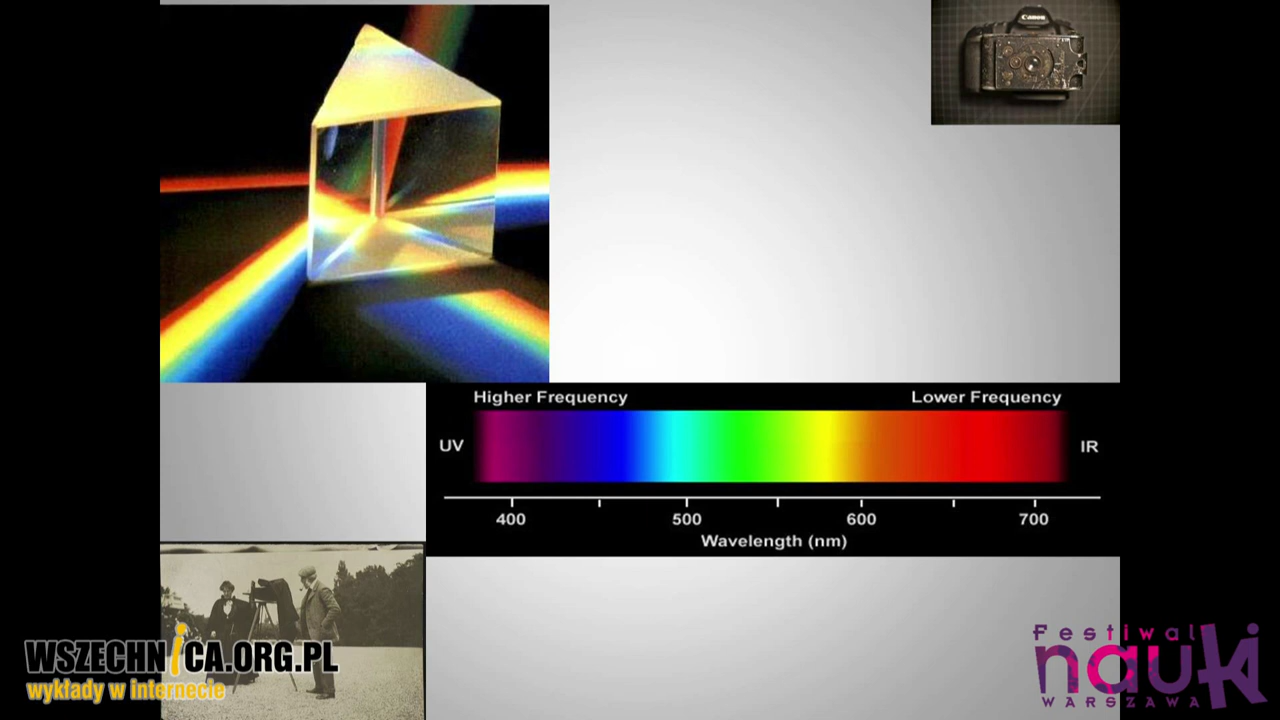 Canon
Higher Frequency
Lower Frequency
UV
IR
400
500
600
700
Wavelength (nm)
WSZECHNICA.ORG.PL
wykłady w internecie
Festiwal
nauki
WARSZAWA